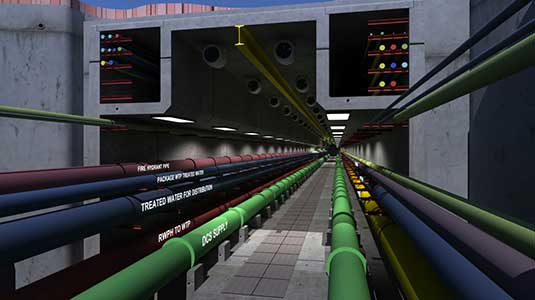 FIRE HYDRANT PIPE
PACKAGE WTP TREATED WATER
TREATED WATER FOR DISTRIBUTION
RWPH TO WTP
DCS SUPPLY